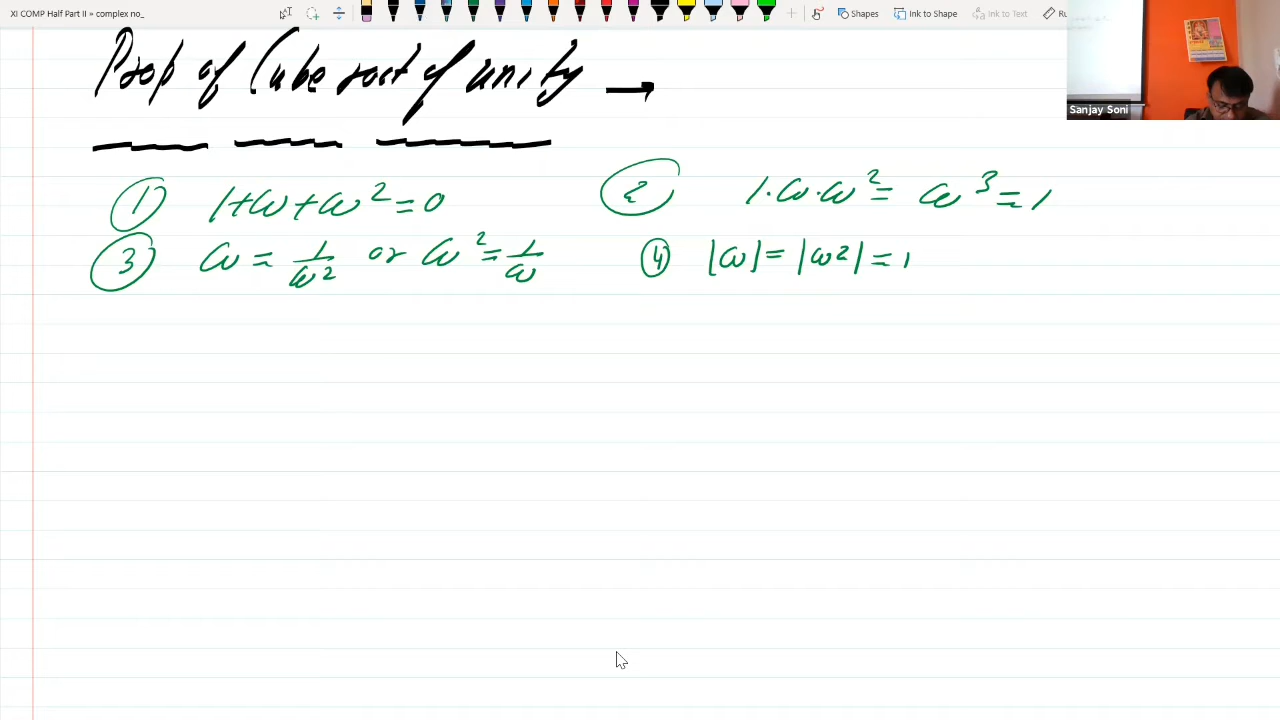 XI COMP Half Part II » complex no_
Shapes Ink to Shape Ink to Text Ru
Sanjay Soni
Prop of Cube root of unity →
① 1+ω+ω²=0 ② 1·ω·ω²= ω³=1
③ ω = 1/ω² or ω²=1/ω ④ |ω|=|ω²|=1